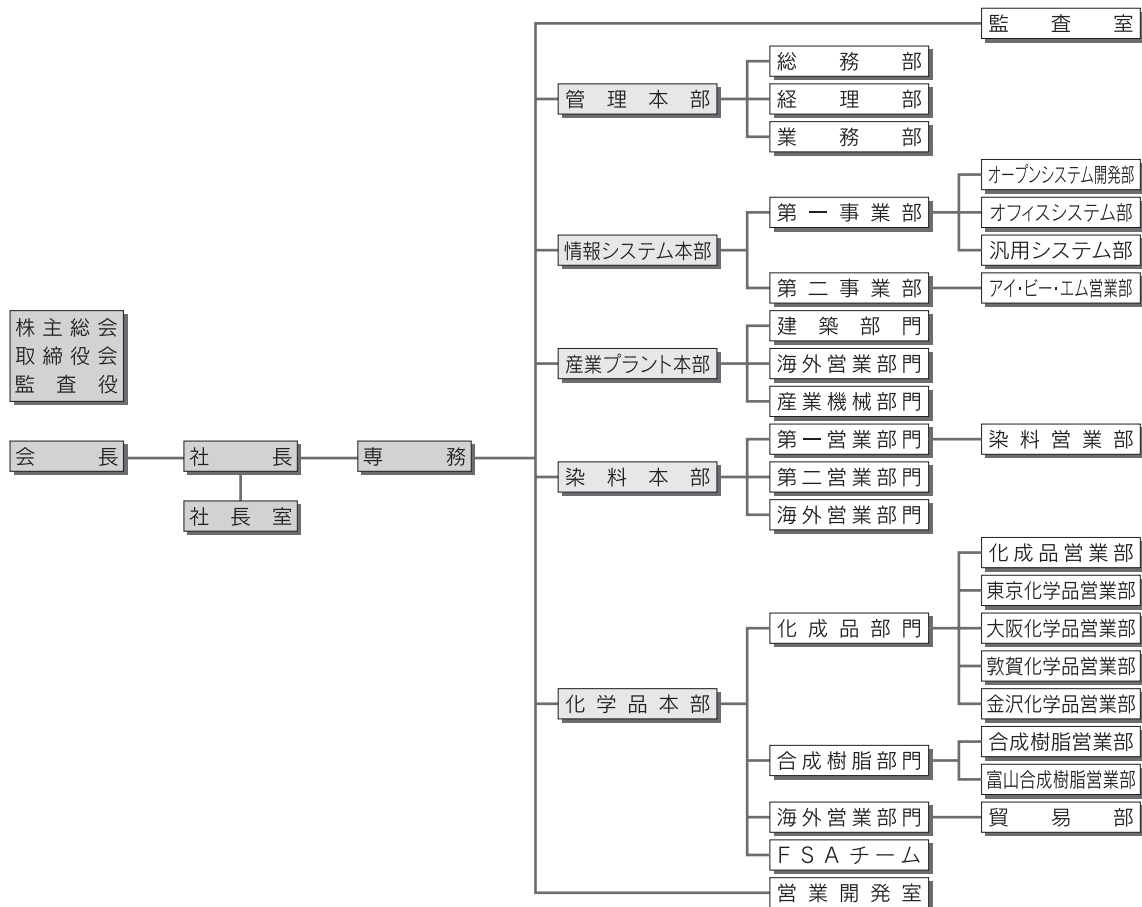 監査室
総務部
管理本部
経理部
業務部
オープンシステム開発部
第一事業部
オフィスシステム部
情報システム本部
汎用システム部
第二事業部
アイ・ビー・エム営業部
株主総会
取締役会
監査役
建築部門
産業プラント本部
海外営業部門
産業機械部門
会長
社長
専務
社長室
第一営業部門
染料営業部
染料本部
第二営業部門
海外営業部門
化成品営業部
東京化学品営業部
化成品部門
大阪化学品営業部
敦賀化学品営業部
化学品本部
金沢化学品営業部
合成樹脂営業部
合成樹脂部門
富山合成樹脂営業部
海外営業部門
貿易部
FSAチーム
営業開発室